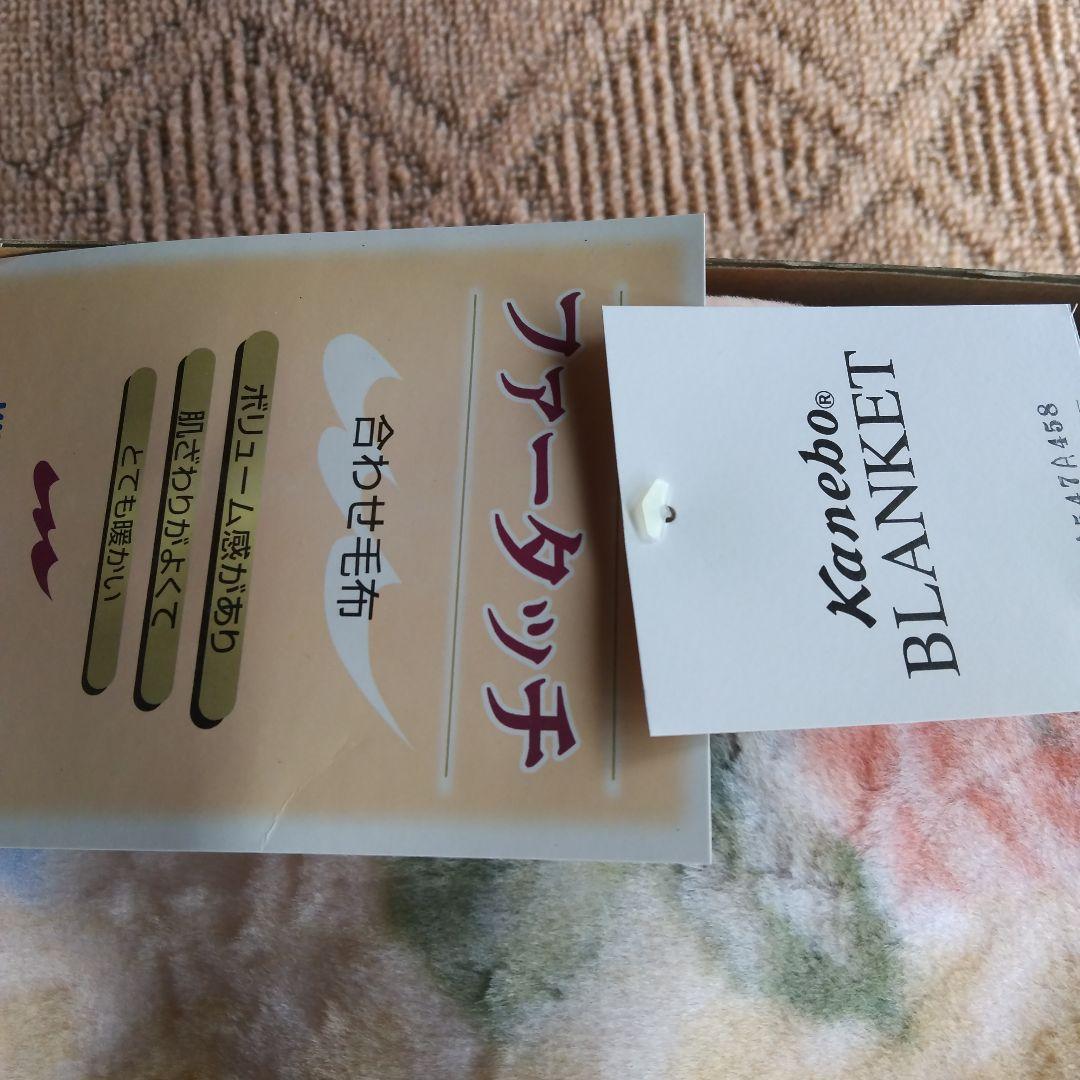 ファータッチ
合わせ毛布
ボリューム感があり
肌ざわりがよくて
とても暖かい
Kanebo®
BLANKET
547A458